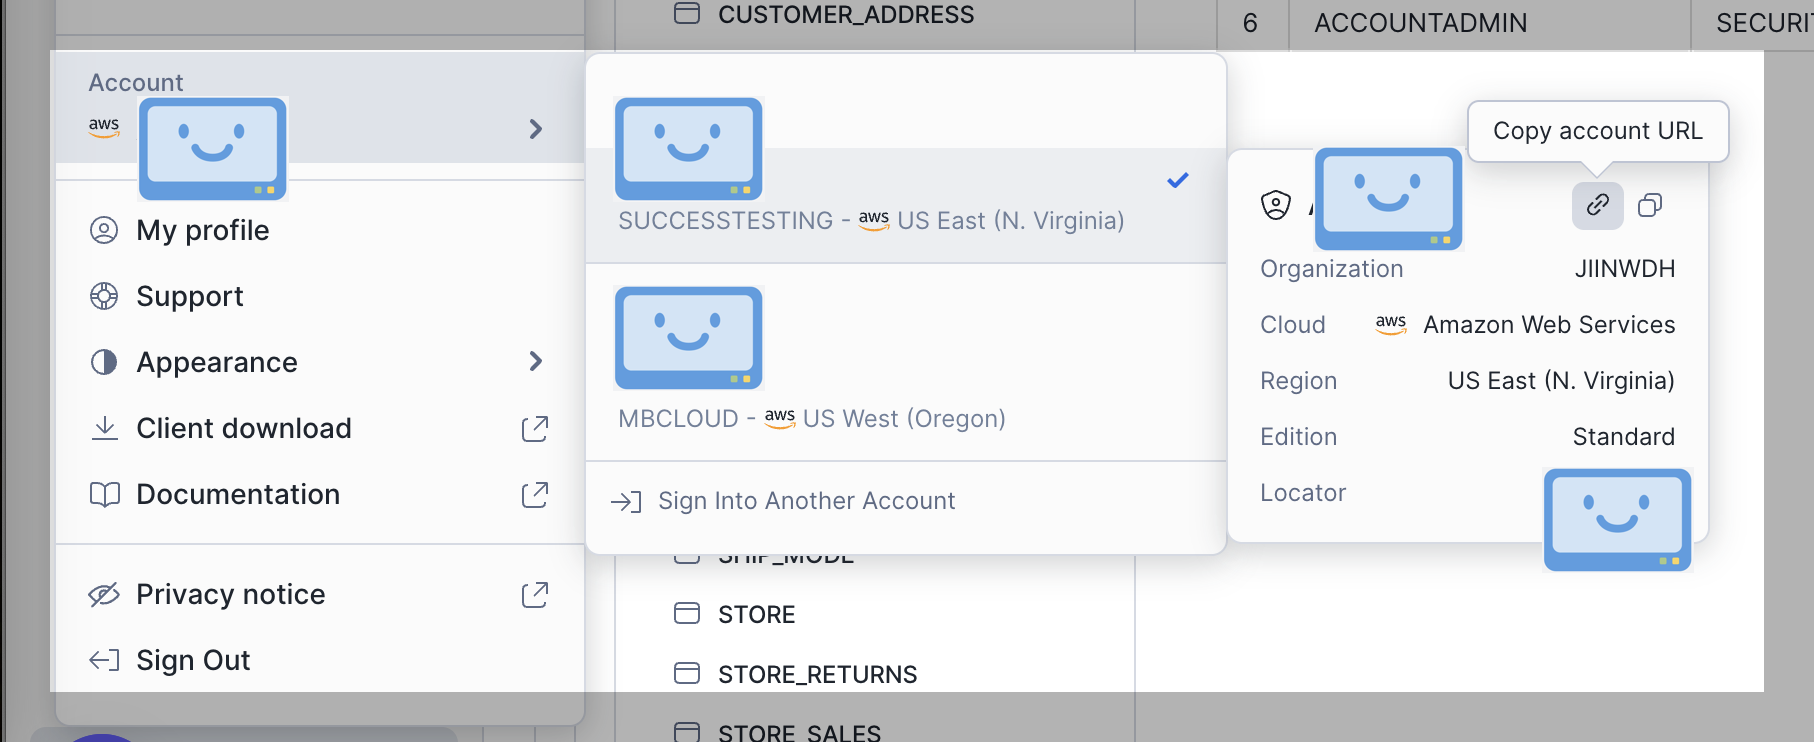 CUSTOMER_ADDRESS
6 ACCOUNTADMIN
Account
aws
My profile
Support
Appearance
Client download
Documentation
Privacy notice
Sign Out
SUCCESSTESTING - aws US East (N. Virginia)
MBCLOUD - aws US West (Oregon)
Sign Into Another Account
SHIP_MODE
STORE
STORE_RETURNS
STORE_SALES
Copy account URL
Organization JIINWDH
Cloud aws Amazon Web Services
Region US East (N. Virginia)
Edition Standard
Locator